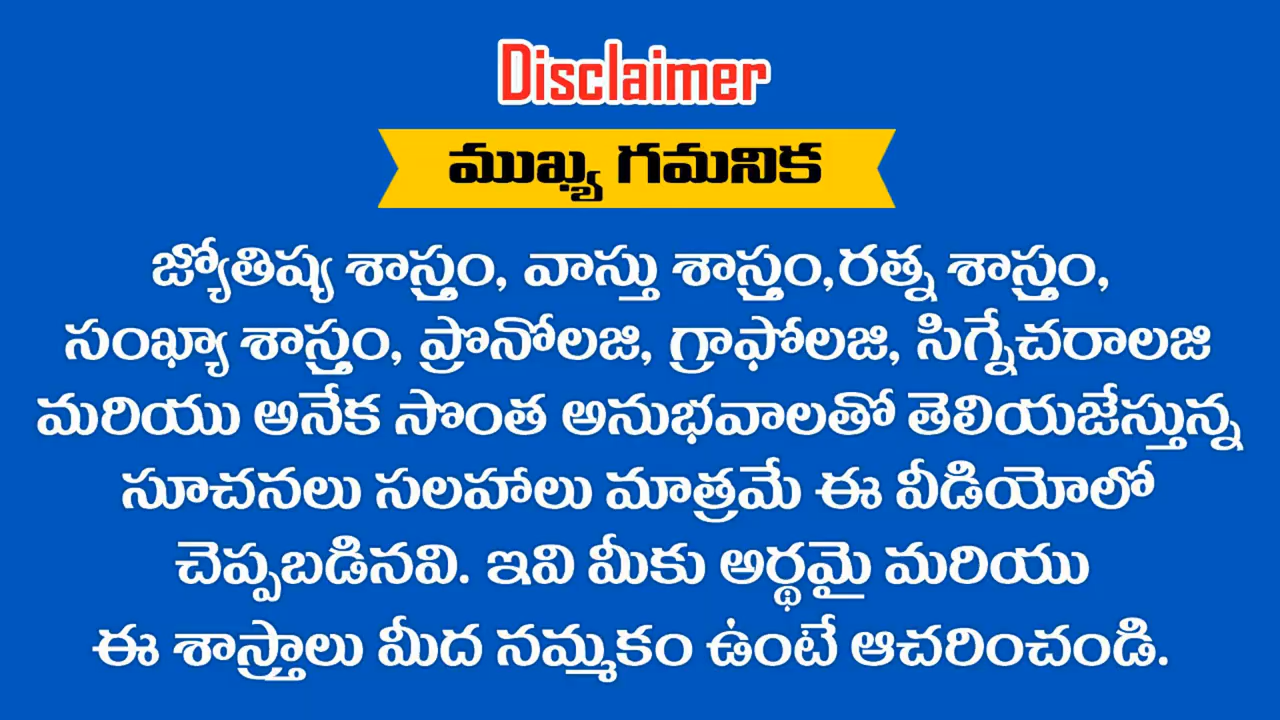 Disclaimer
ముఖ్య గమనిక
జ్యోతిష్య శాస్త్రం, వాస్తు శాస్త్రం,రత్న శాస్త్రం,
సంఖ్యా శాస్త్రం, ప్రొనోలజి, గ్రాఫోలజి, సిగ్నేచరాలజి
మరియు అనేక సొంత అనుభవాలతో తెలియజేస్తున్న
సూచనలు సలహాలు మాత్రమే ఈ వీడియోలో
చెప్పబడినవి. ఇవి మీకు అర్థమై మరియు
ఈ శాస్త్రాలు మీద నమ్మకం ఉంటే ఆచరించండి.